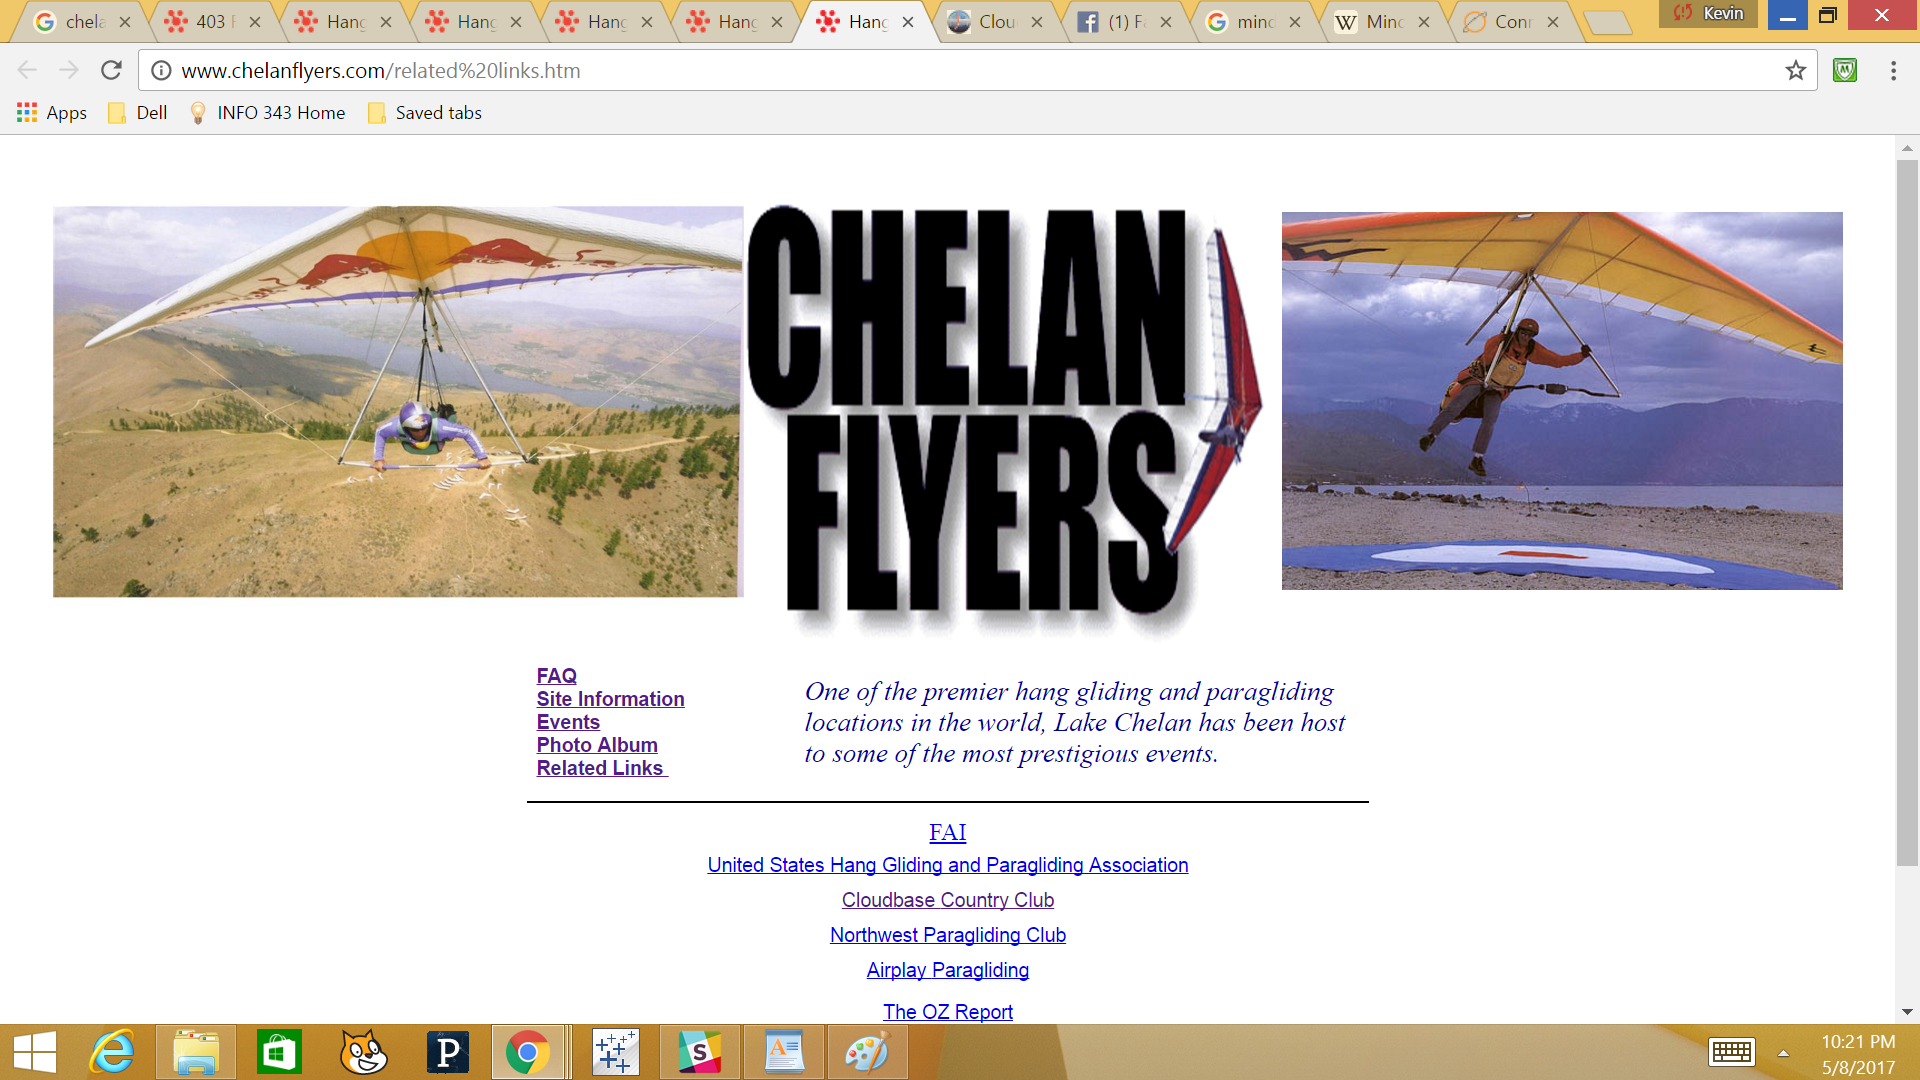 chela
403 F
Hang
Hang
Hang
Hang
Hang
Clou
(1) Fa
mind
Minc
Conr
Kevin
www.chelanflyers.com/related%20links.htm
Apps
Dell
INFO 343 Home
Saved tabs
CHELAN
FLYERS
FAQ
Site Information
Events
Photo Album
Related Links
One of the premier hang gliding and paragliding
locations in the world, Lake Chelan has been host
to some of the most prestigious events.
FAI
United States Hang Gliding and Paragliding Association
Cloudbase Country Club
Northwest Paragliding Club
Airplay Paragliding
The OZ Report
10:21 PM
5/8/2017